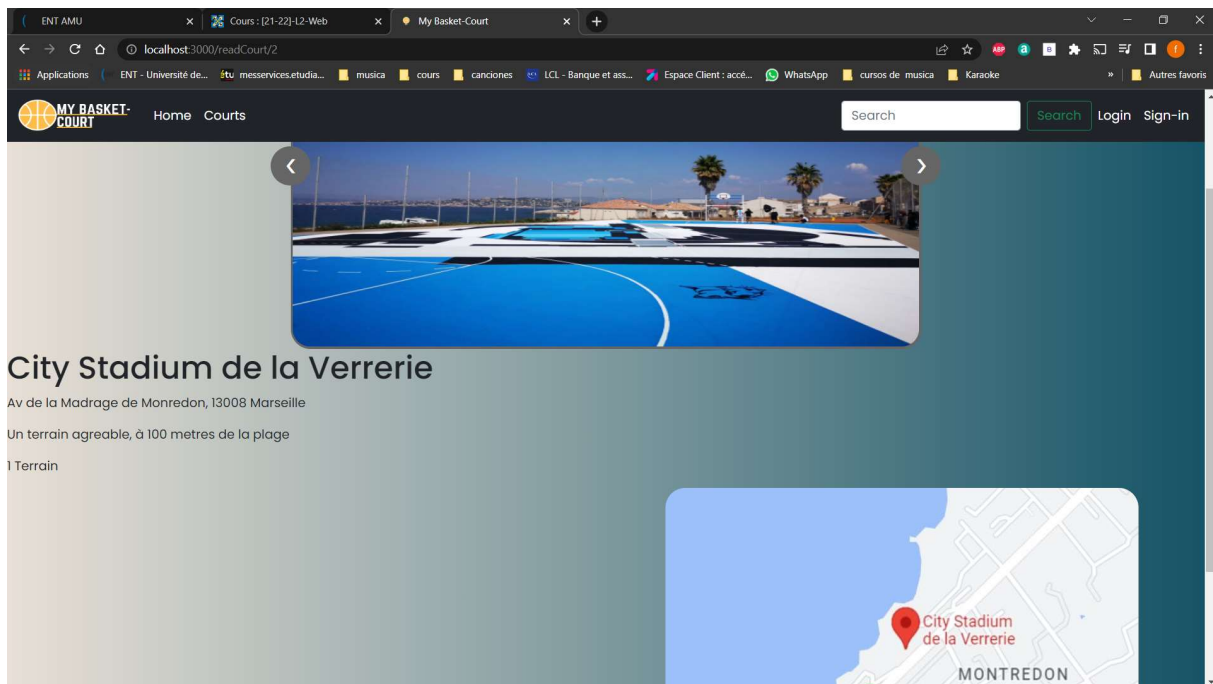 ENT AMU
Cours : [21-22]-L2-Web
My Basket-Court
localhost:3000/readCourt/2
Applications
ENT - Université de...
messervices.etudia...
musica
cours
canciones
LCL - Banque et ass...
Espace Client : accé...
WhatsApp
cursos de musica
Karaoke
»
Autres favoris
MY BASKET-
COURT
Home
Courts
Search
Search
Login
Sign-in
City Stadium de la Verrerie
Av de la Madrage de Monredon, 13008 Marseille
Un terrain agreable, à 100 metres de la plage
1 Terrain
City Stadium
de la Verrerie
MONTREDON